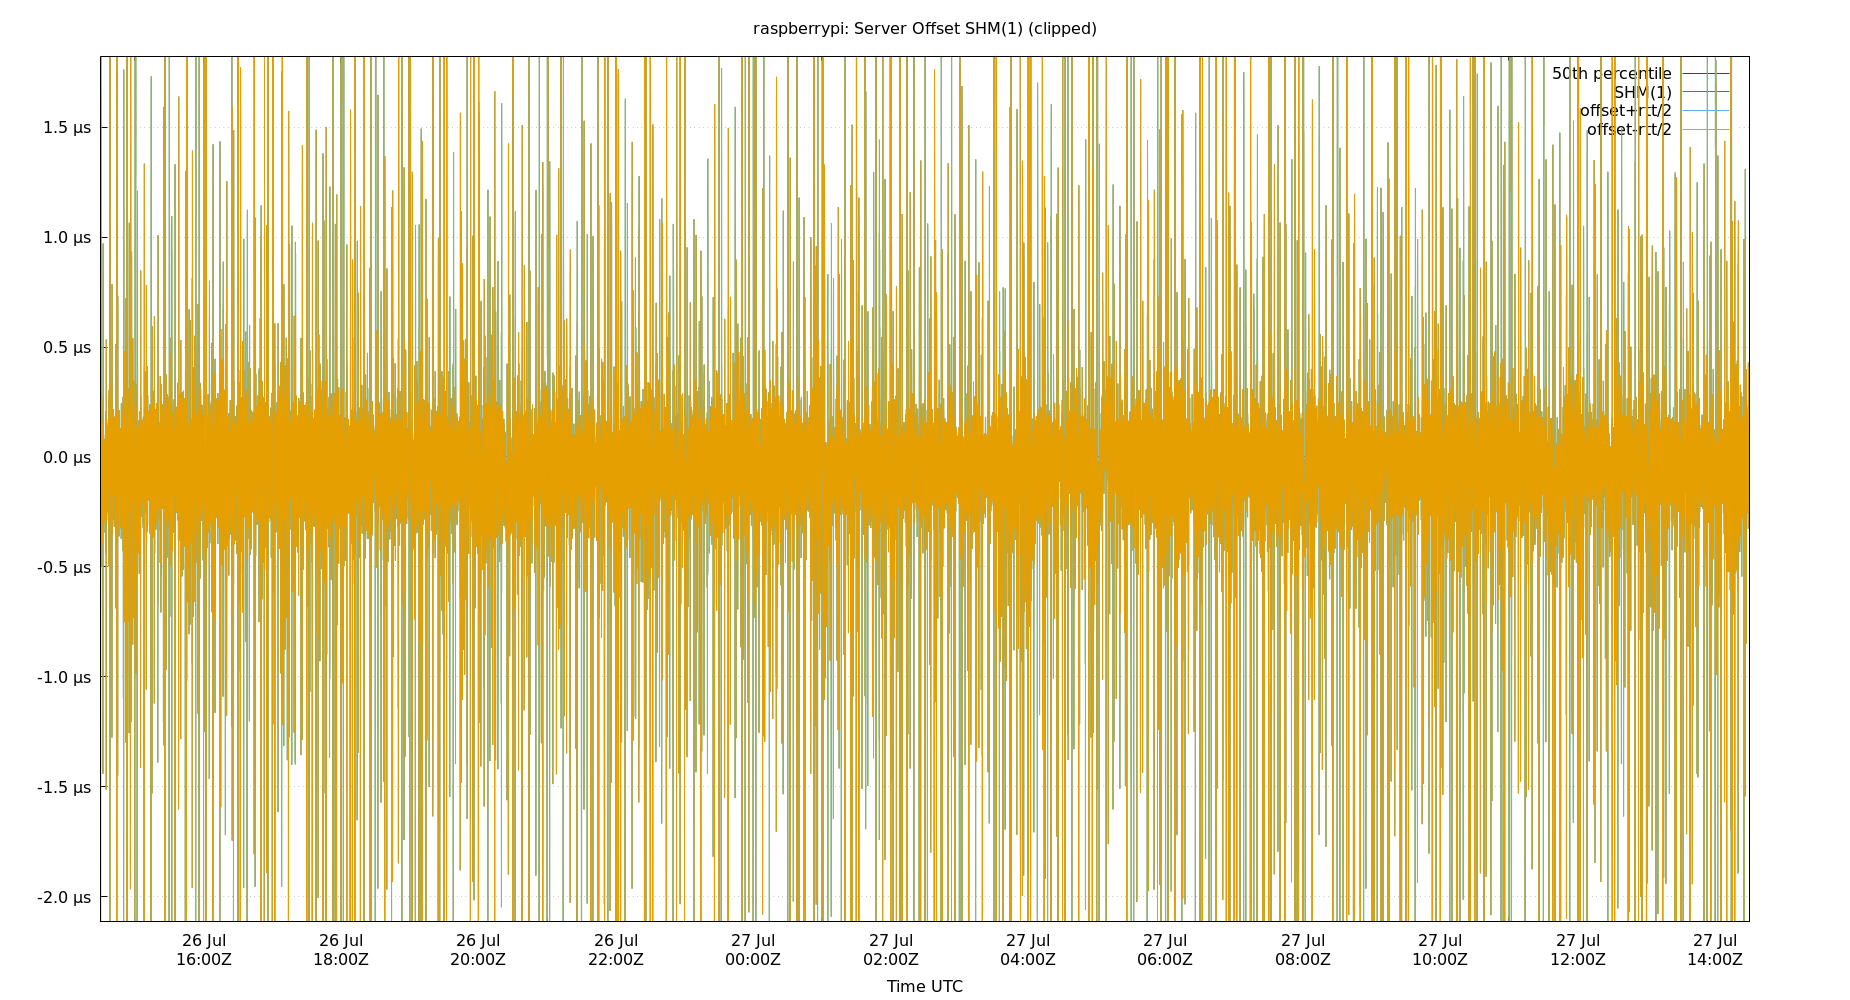 raspberrypi: Server Offset SHM(1) (clipped)
50th percentile
SHM(1)
offset+rtt/2
offset-rtt/2
1.5 µs
1.0 µs
0.5 µs
0.0 µs
-0.5 µs
-1.0 µs
-1.5 µs
-2.0 µs
26 Jul 26 Jul 26 Jul 26 Jul 27 Jul 27 Jul 27 Jul 27 Jul 27 Jul 27 Jul 27 Jul 27 Jul
16:00Z 18:00Z 20:00Z 22:00Z 00:00Z 02:00Z 04:00Z 06:00Z 08:00Z 10:00Z 12:00Z 14:00Z
Time UTC